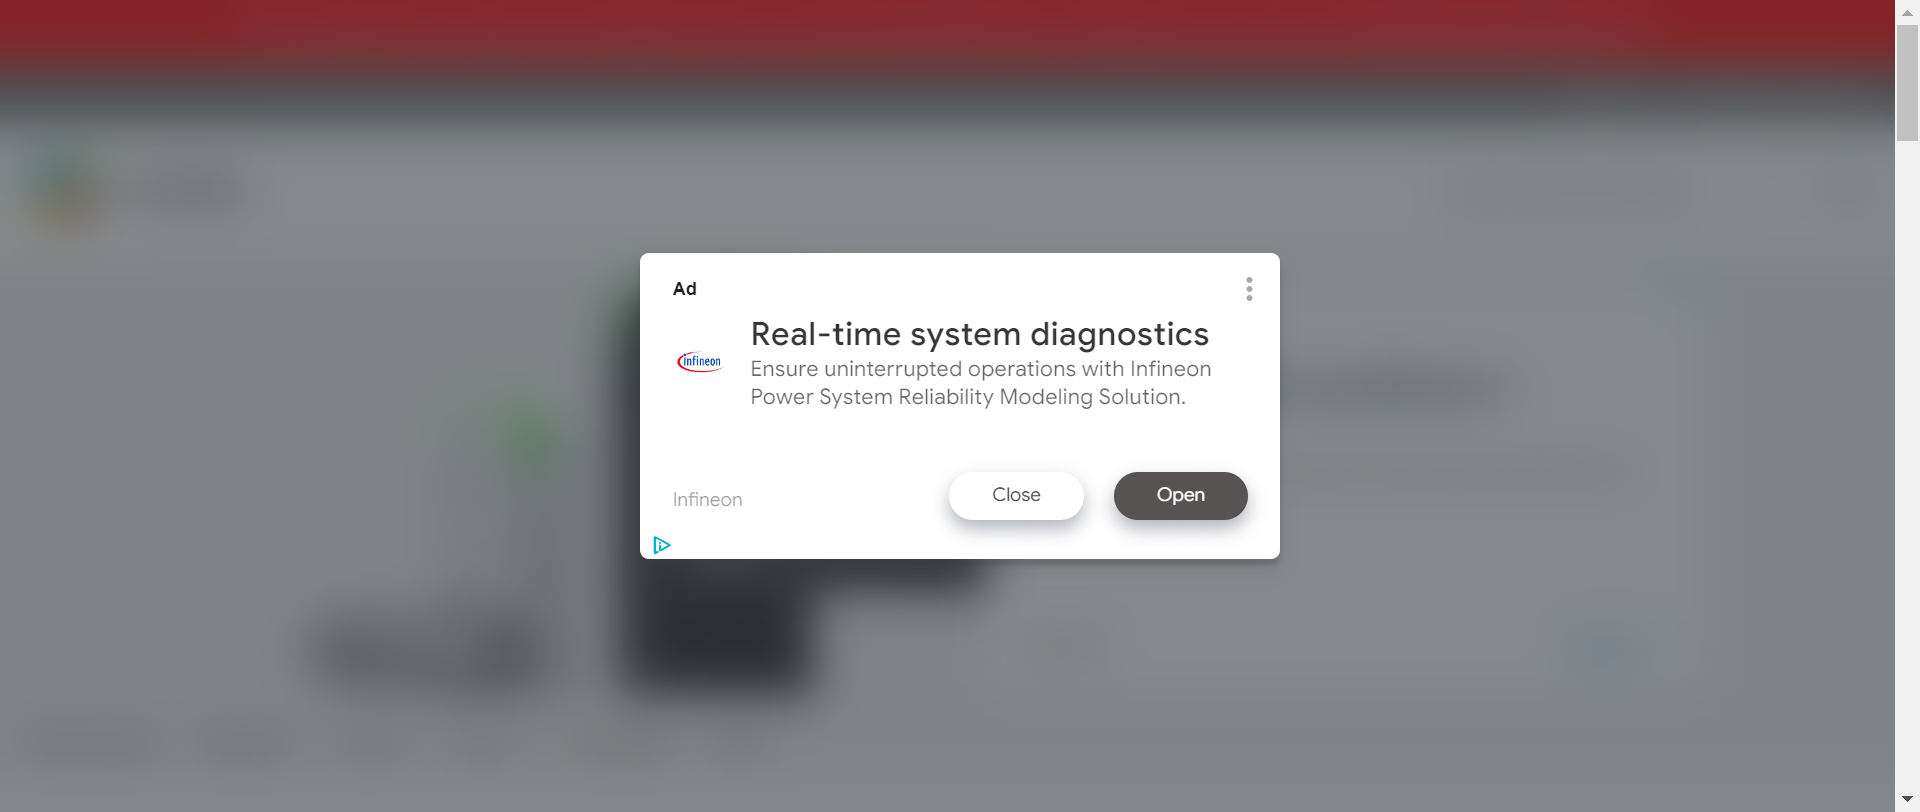 Ad
Real-time system diagnostics
infineon
Ensure uninterrupted operations with Infineon
Power System Reliability Modeling Solution.
Infineon
Close
Open